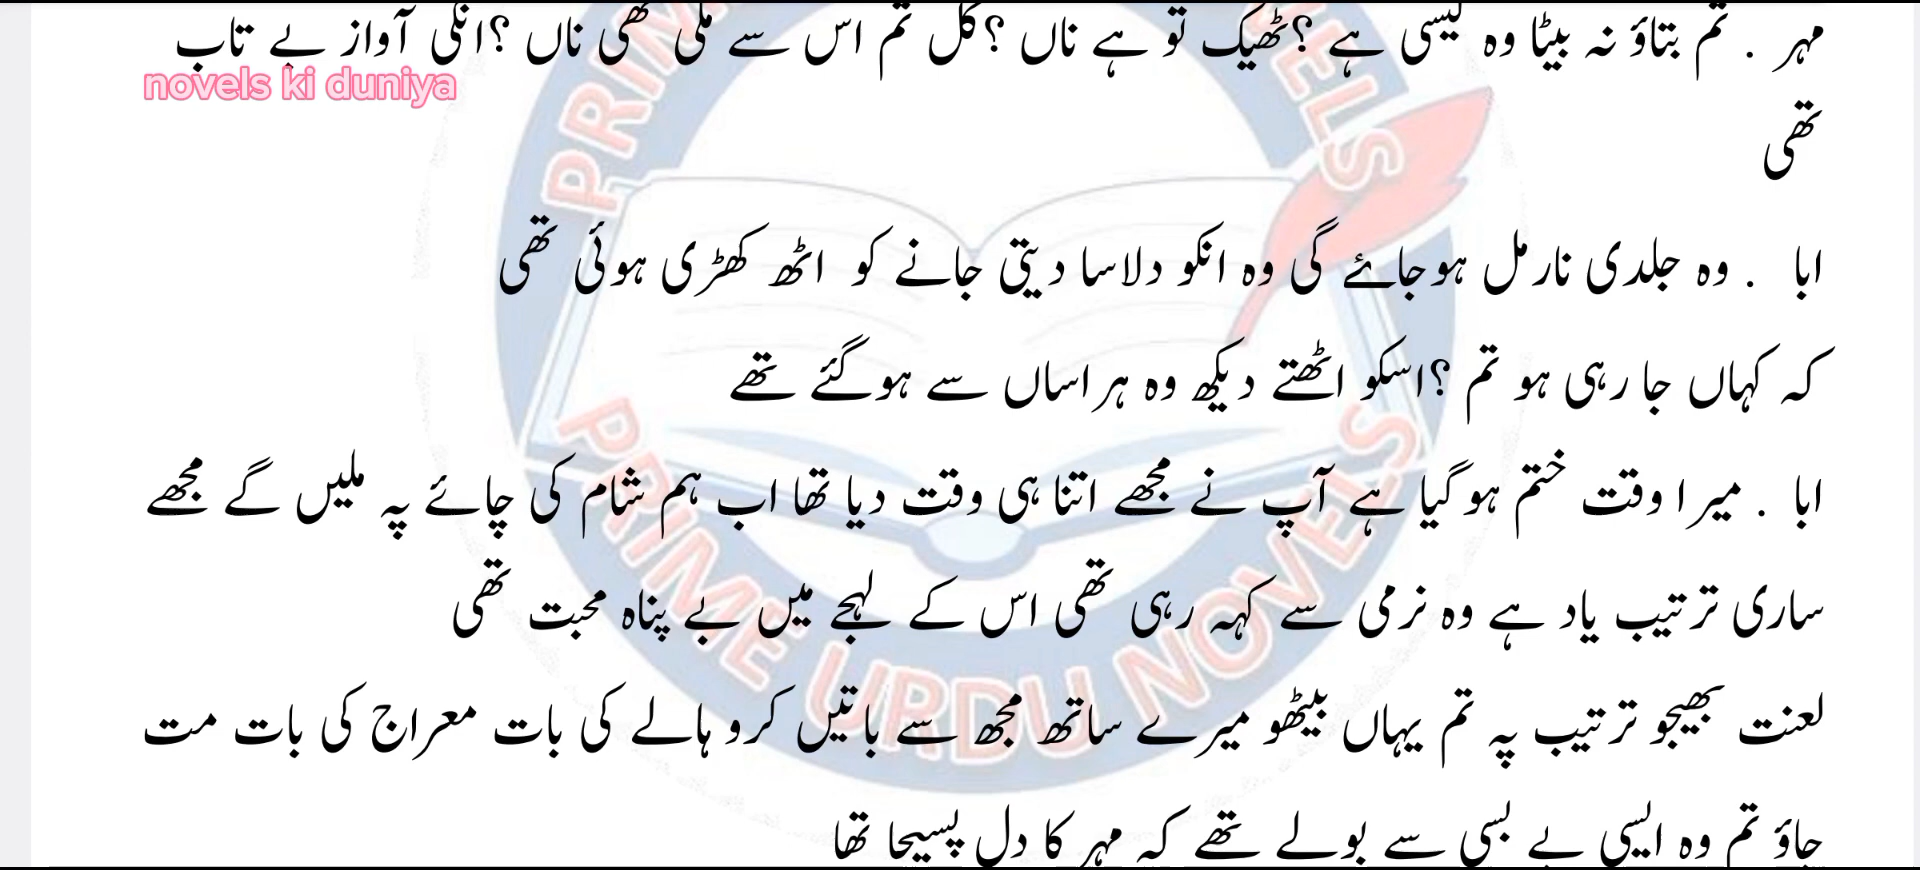 مہر . تم بتاؤ نہ بیٹا وہ کیسی ہے ؟ٹھیک تو ہے ناں ؟کل تم اس سے ملی تھی ناں ؟انکی آواز بے تاب
novels ki duniya
تھی
ابا . وہ جلدی نارمل ہوجائے گی وہ انکو دلاسا دیتی جانے کو اٹھ کھڑی ہوئی تھی
کہ کہاں جا رہی ہو تم ؟اسکو اٹھتے دیکھ وہ ہراساں سے ہوگئے تھے
ابا . میرا وقت ختم ہوگیا ہے آپ نے مجھے اتنا ہی وقت دیا تھا اب ہم شام کی چائے پہ ملیں گے مجھے
ساری ترتیب یاد ہے وہ نرمی سے کہہ رہی تھی اس کے لہجے میں بے پناہ محبت تھی
لعنت بھیجو ترتیب پہ تم یہاں بیٹھو میرے ساتھ مجھ سے باتیں کرو ہالے کی بات معراج کی بات مت
جاؤ تم وہ ایسی بے بسی سے بولے تھے کہ مہر کا دل پسیجا تھا
PRIME URDU NOVELS